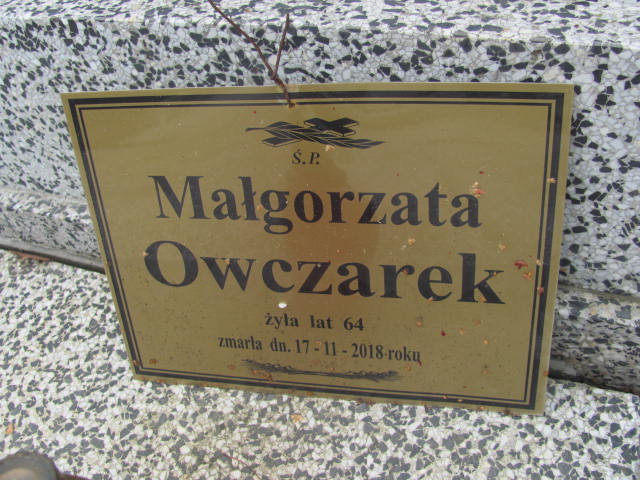 Ś.P.
Małgorzata
Owczarek
żyła lat 64
zmarła dn. 17-11-2018 roku